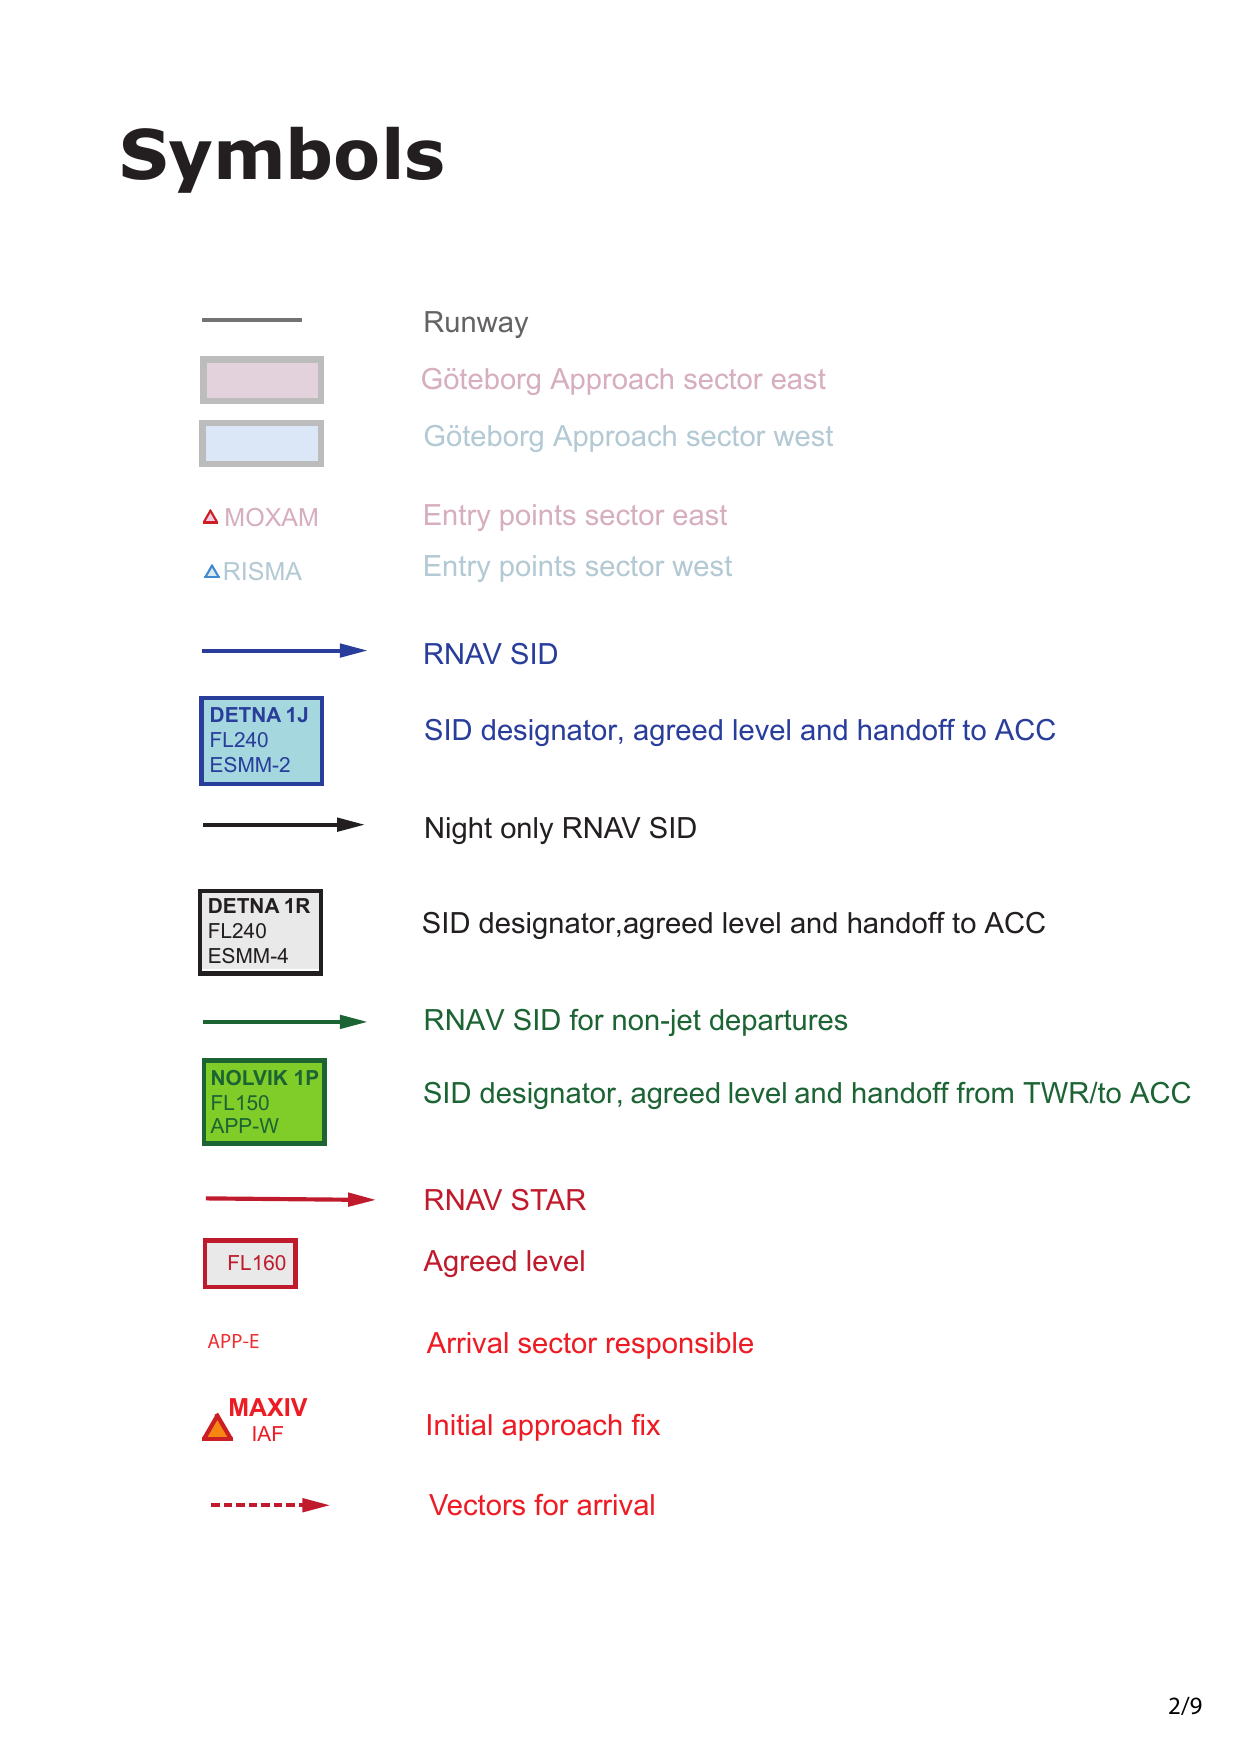 Symbols
Runway
Göteborg Approach sector east
Göteborg Approach sector west
MOXAM Entry points sector east
RISMA Entry points sector west
RNAV SID
DETNA 1J
FL240
ESMM-2
SID designator, agreed level and handoff to ACC
Night only RNAV SID
DETNA 1R
FL240
ESMM-4
SID designator,agreed level and handoff to ACC
RNAV SID for non-jet departures
NOLVIK 1P
FL150
APP-W
SID designator, agreed level and handoff from TWR/to ACC
RNAV STAR
FL160 Agreed level
APP-E Arrival sector responsible
MAXIV
IAF
Initial approach fix
Vectors for arrival
2/9